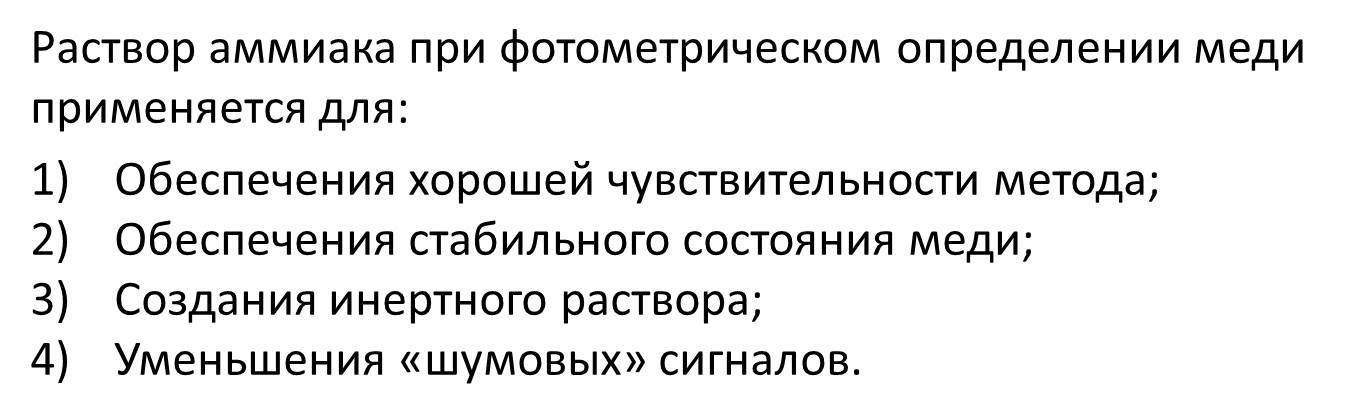 Раствор аммиака при фотометрическом определении меди
применяется для:
1) Обеспечения хорошей чувствительности метода;
2) Обеспечения стабильного состояния меди;
3) Создания инертного раствора;
4) Уменьшения «шумовых» сигналов.